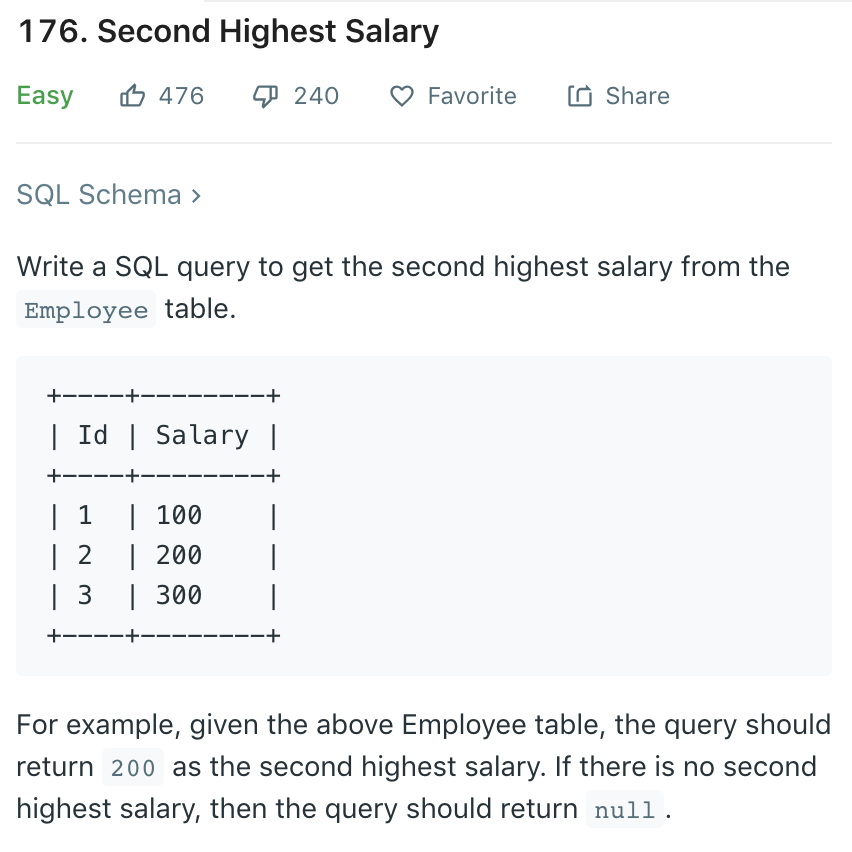 176. Second Highest Salary
Easy 476 240 Favorite Share
SQL Schema ›
Write a SQL query to get the second highest salary from the
Employee table.
+----+--------+
| Id | Salary |
+----+--------+
| 1  | 100    |
| 2  | 200    |
| 3  | 300    |
+----+--------+
For example, given the above Employee table, the query should
return 200 as the second highest salary. If there is no second
highest salary, then the query should return null.